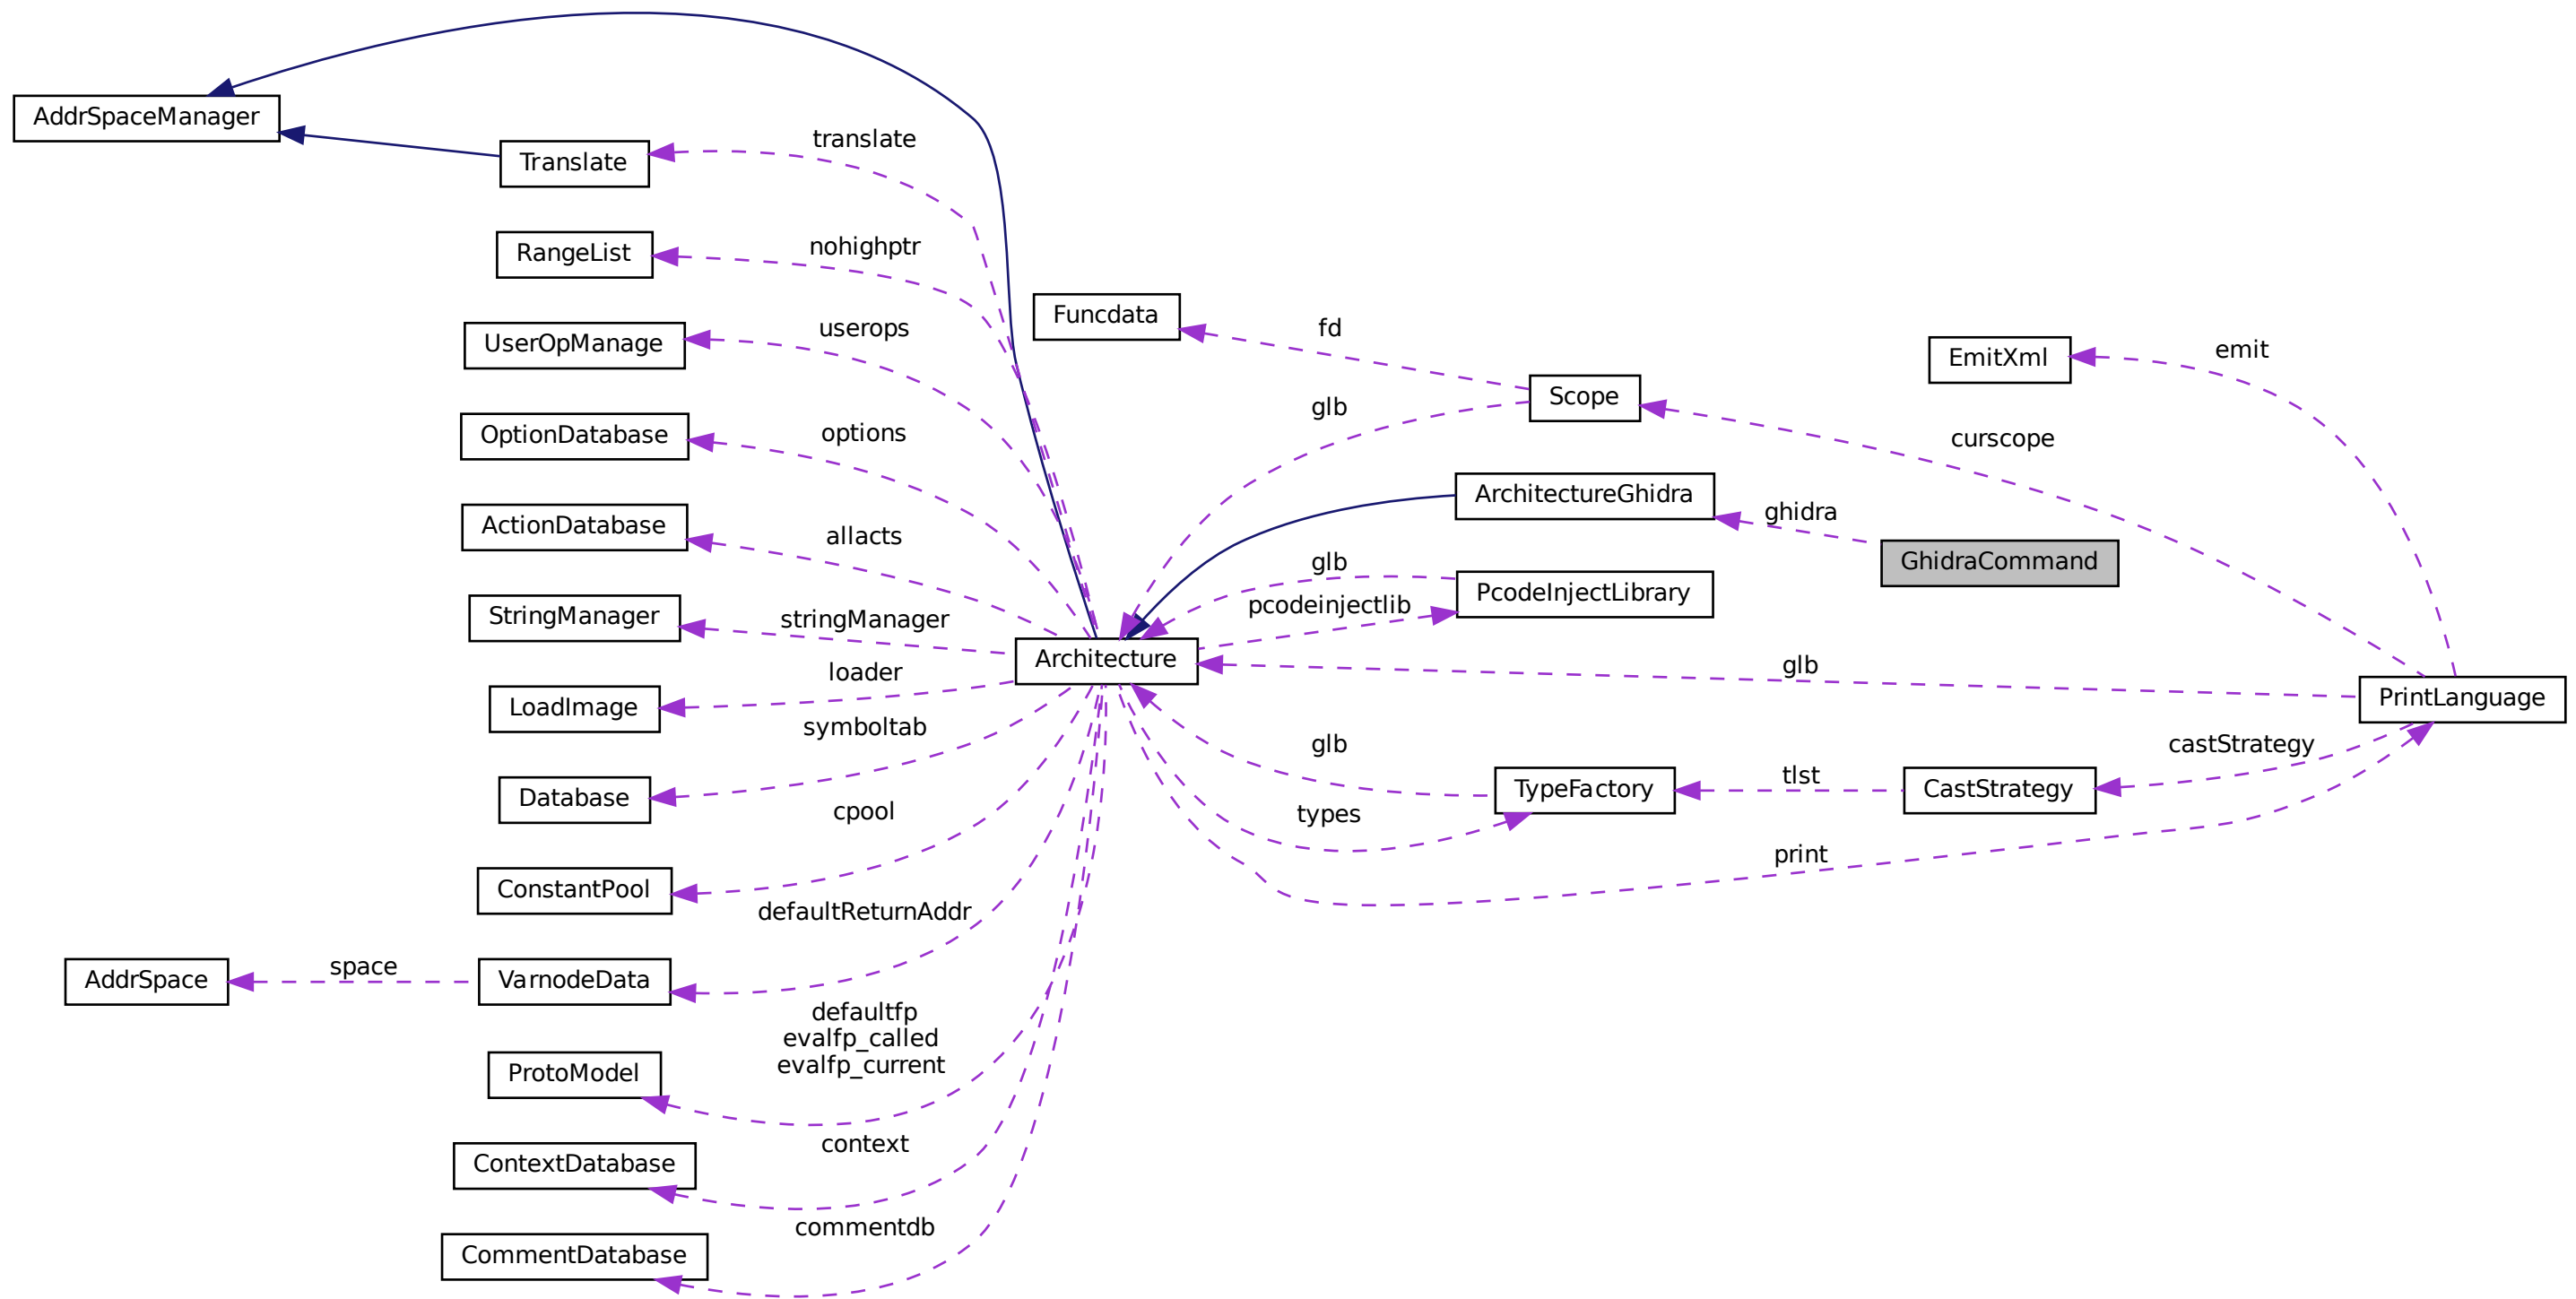 AddrSpaceManager
translate
Translate
nohighptr
RangeList
Funcdata
fd
userops
UserOpManage
emit
EmitXml
Scope
glb
curscope
options
OptionDatabase
ArchitectureGhidra
ghidra
allacts
ActionDatabase
GhidraCommand
glb
PcodeInjectLibrary
pcodeinjectlib
stringManager
StringManager
Architecture
glb
loader
LoadImage
PrintLanguage
symboltab
glb
castStrategy
Database
TypeFactory
tlst
CastStrategy
cpool
types
print
ConstantPool
defaultReturnAddr
AddrSpace
space
VarnodeData
defaultfp
evalfp_called
evalfp_current
ProtoModel
context
ContextDatabase
commentdb
CommentDatabase